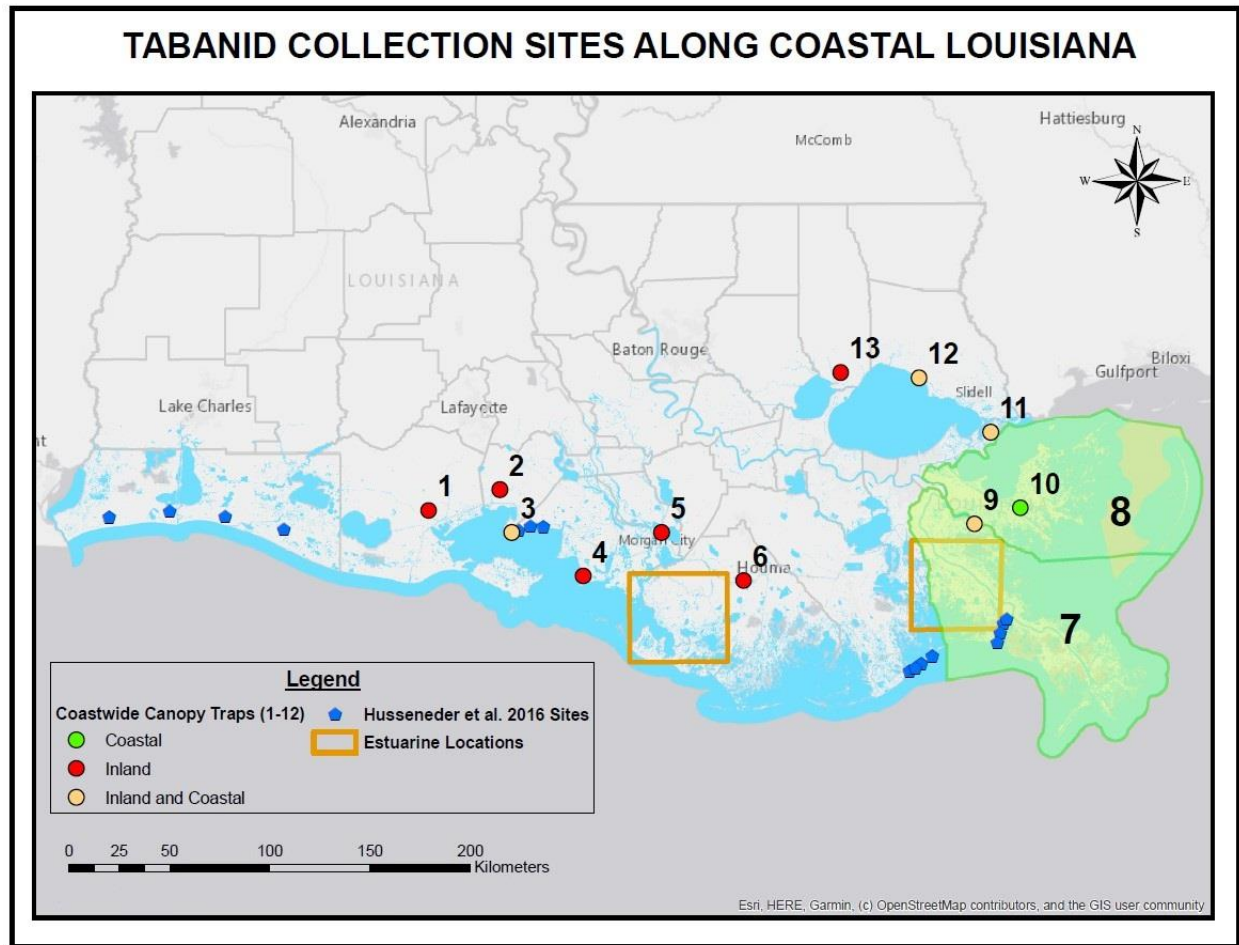 TABANID COLLECTION SITES ALONG COASTAL LOUISIANA
Alexandria
McComb
Hattiesburg
N
W
E
S
LOUISIANA
Baton Rouge
13
12
Biloxi
Gulfport
Slidell
Lake Charles
Lafayette
11
nt
1
2
3
4
5
Morgan City
6
Houma
9
10
8
7
Legend
Coastwide Canopy Traps (1-12)
Husseneder et al. 2016 Sites
Coastal
Estuarine Locations
Inland
Inland and Coastal
0 25 50 100 150 200
Kilometers
Esri, HERE, Garmin, (c) OpenStreetMap contributors, and the GIS user community